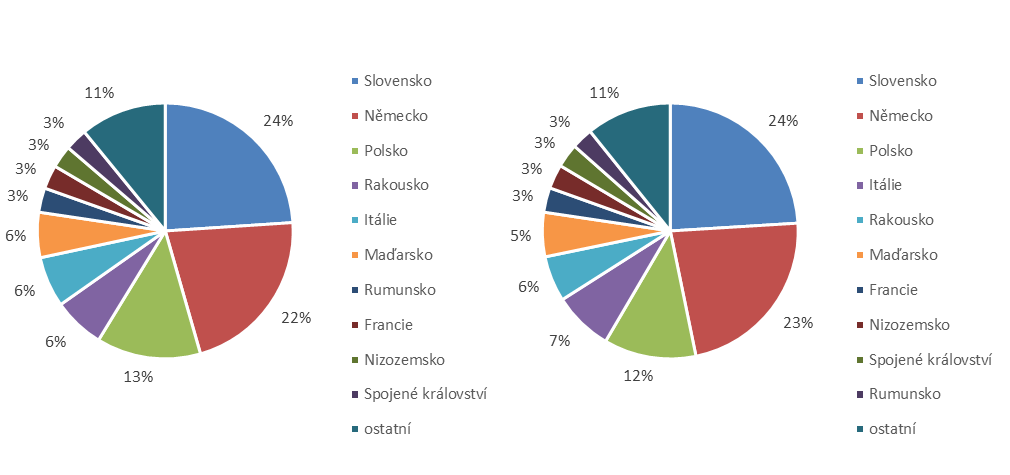 24%
22%
13%
6%
6%
6%
3%
3%
3%
3%
11%
Slovensko
Německo
Polsko
Rakousko
Itálie
Maďarsko
Rumunsko
Francie
Nizozemsko
Spojené království
ostatní
24%
23%
12%
7%
6%
5%
3%
3%
3%
3%
11%
Slovensko
Německo
Polsko
Itálie
Rakousko
Maďarsko
Francie
Nizozemsko
Spojené království
Rumunsko
ostatní